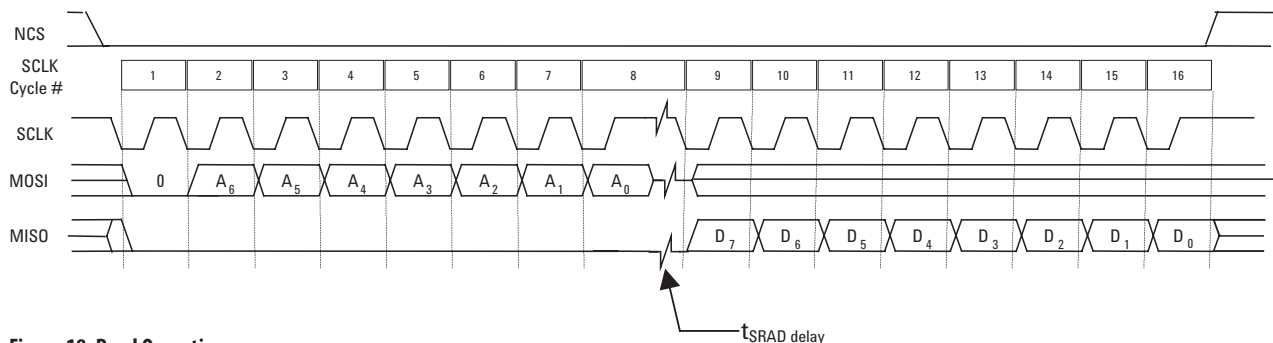 NCS
SCLK
Cycle #
1 2 3 4 5 6 7 8 9 10 11 12 13 14 15 16
SCLK
MOSI 0 A6 A5 A4 A3 A2 A1 A0
MISO D7 D6 D5 D4 D3 D2 D1 D0
tSRAD delay